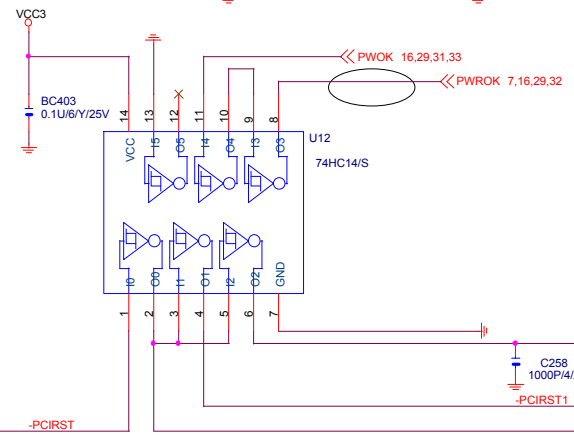 VCC3
PWOK 16,29,31,33
PWROK 7,16,29,32
BC403
0.1U/6/Y/25V
14 13 12 11 10 9 8
U12
VCC I5 O5 I4 O4 I3 O3
74HC14/S
I0 O0 I1 O1 I2 O2 GND
1 2 3 4 5 6 7
C258
1000P/4/
-PCIRST1
-PCIRST